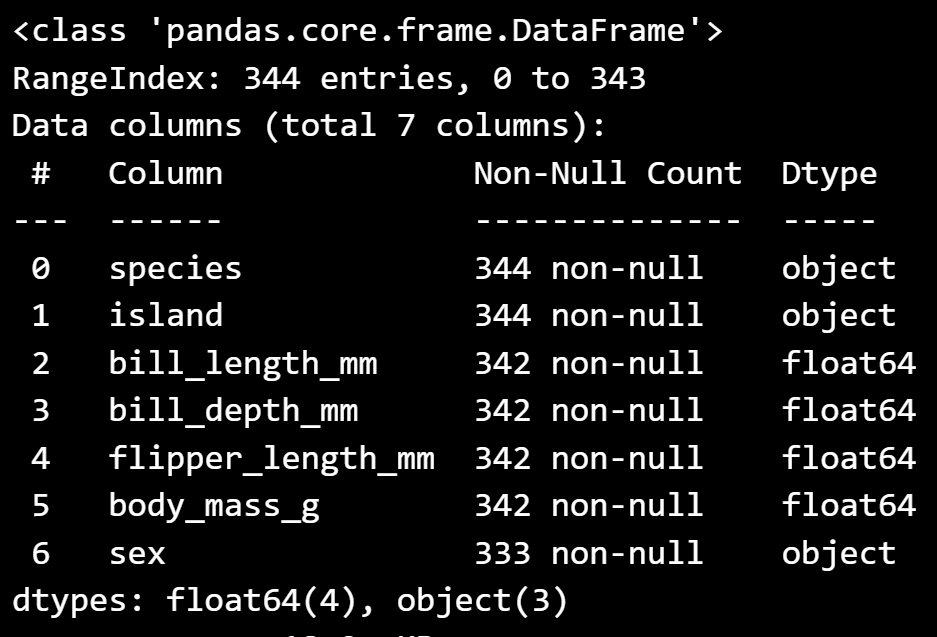 <class 'pandas.core.frame.DataFrame'>
RangeIndex: 344 entries, 0 to 343
Data columns (total 7 columns):
 #   Column             Non-Null Count  Dtype
---  ------             --------------  -----
 0   species            344 non-null    object
 1   island             344 non-null    object
 2   bill_length_mm     342 non-null    float64
 3   bill_depth_mm      342 non-null    float64
 4   flipper_length_mm  342 non-null    float64
 5   body_mass_g        342 non-null    float64
 6   sex                333 non-null    object
dtypes: float64(4), object(3)